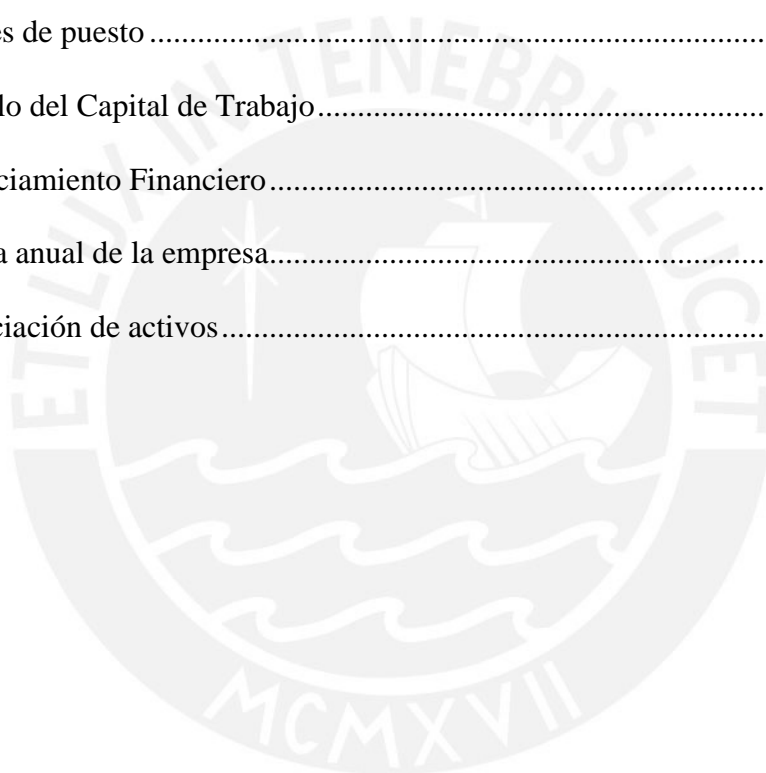 es de puesto ........................................................................
lo del Capital de Trabajo ........................................................................
ciamiento Financiero ........................................................................
a anual de la empresa ........................................................................
ciación de activos ........................................................................
ET LUX IN TENEBRIS LUCET
MCMXVII